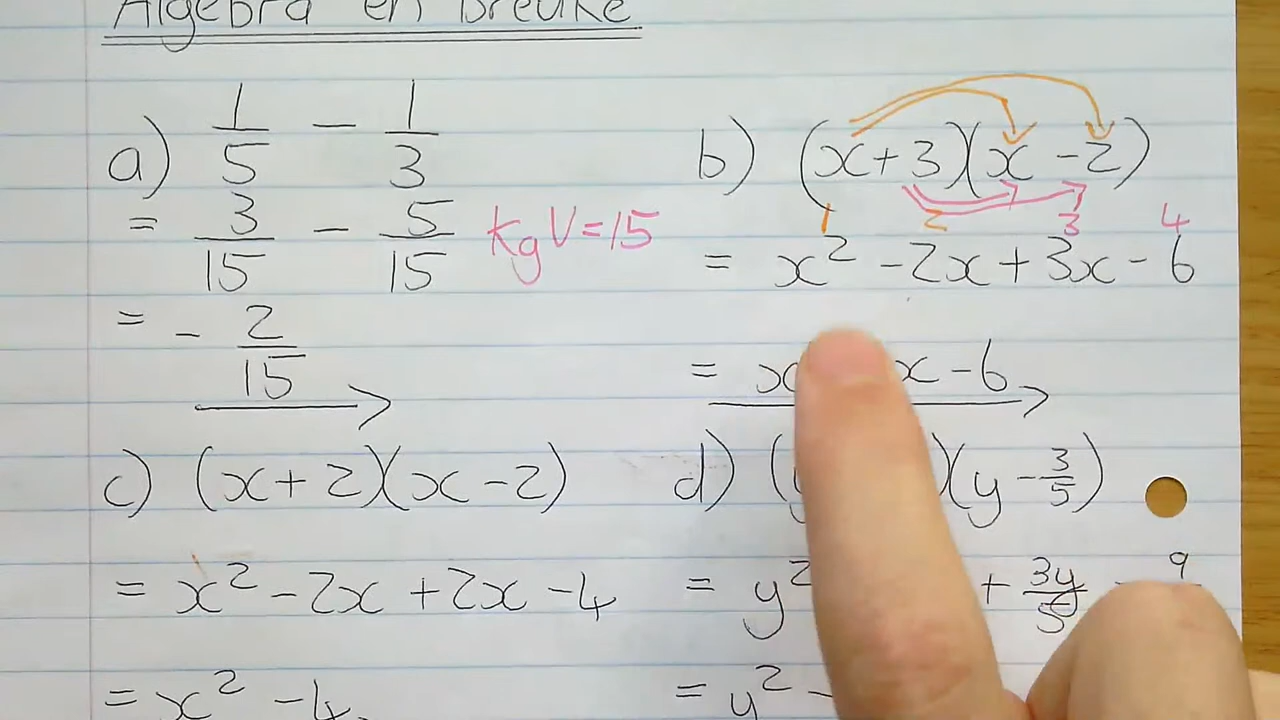 Algebra en Breuke
a) 1/5 - 1/3
= 3/15 - 5/15 kgV=15
= - 2/15
b) (x+3)(x-2)
1 2 3 4
= x² -2x+3x-6
= x x-6
c) (x+2)(x-2)
= x²-2x+2x-4
= x² -4
d) ( )(y-3/5)
= y² + 3y/5 - 9
= y² -